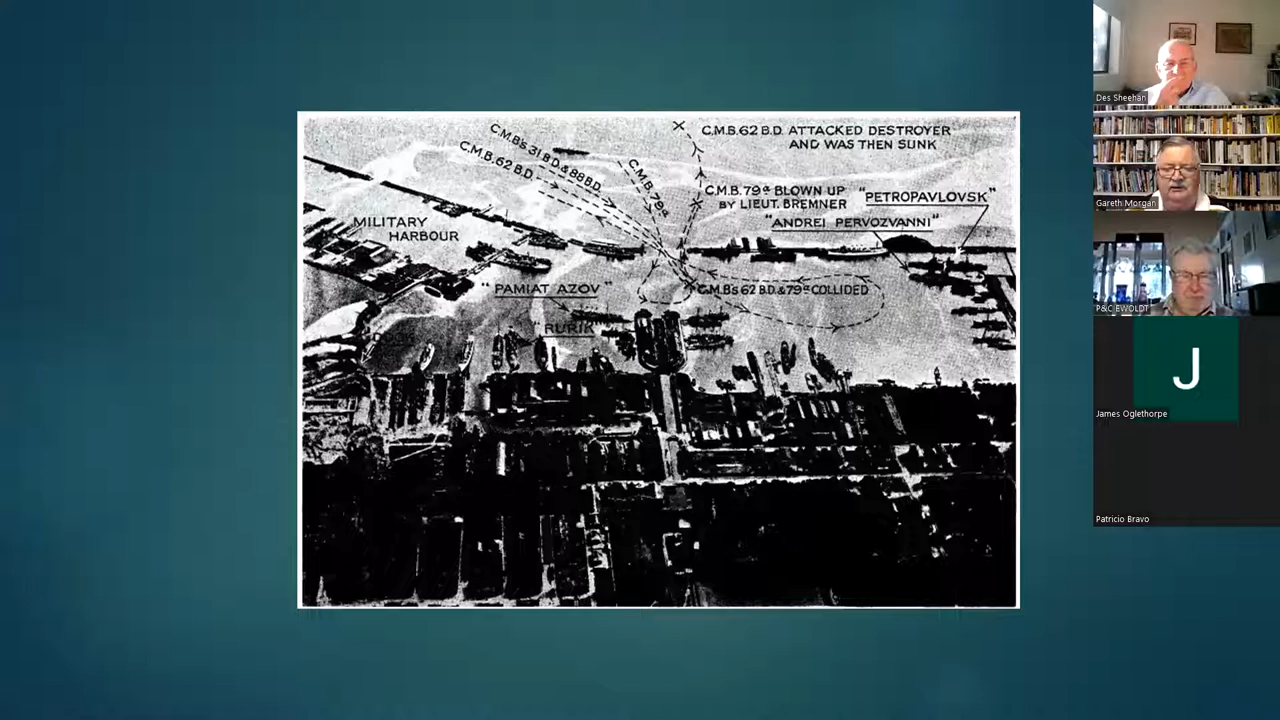 C.M.B. 62 B.D. ATTACKED DESTROYER
AND WAS THEN SUNK
C.M.B's 31 B.D. & 88 B.D.
C.M.B. 62 B.D.
C.M.B. 79ᵃ
C.M.B. 79ᵃ BLOWN UP
BY LIEUT. BREMNER
"PETROPAVLOVSK"
"ANDREI PERVOZVANNI"
MILITARY
HARBOUR
"PAMIAT AZOV"
C.M.Bs 62 B.D. & 79ᵃ COLLIDED
"RURIK"
Des Sheehan
Gareth Morgan
P&C EWOLDT
J
James Oglethorpe
Patricio Bravo